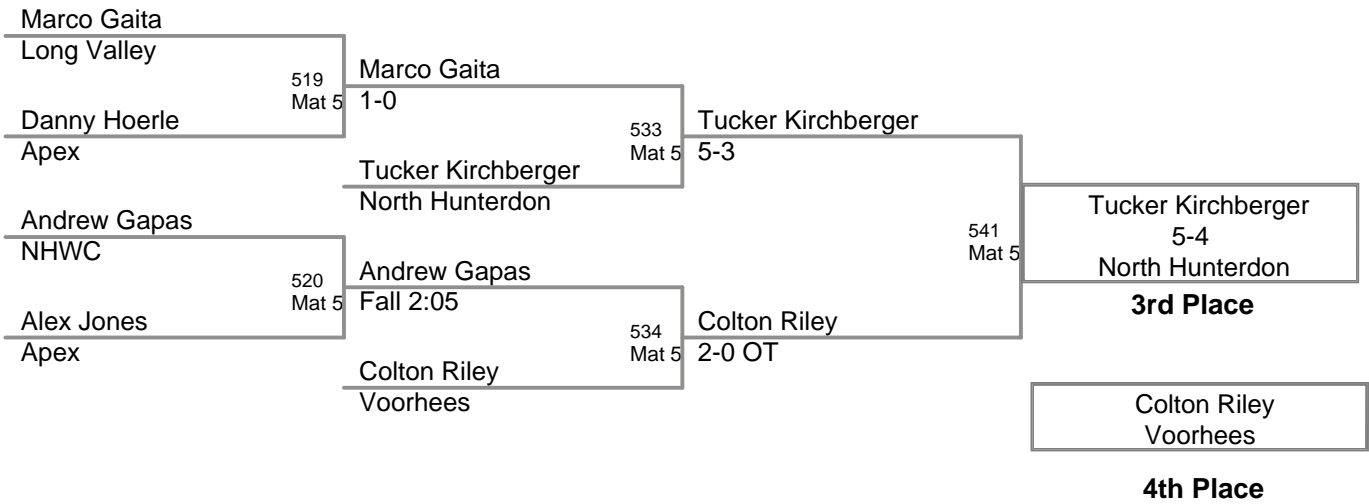 Marco Gaita
Long Valley
519
Mat 5
Marco Gaita
1-0
Danny Hoerle
Apex
533
Mat 5
Tucker Kirchberger
5-3
Tucker Kirchberger
North Hunterdon
Andrew Gapas
NHWC
520
Mat 5
Andrew Gapas
Fall 2:05
Alex Jones
Apex
534
Mat 5
Colton Riley
2-0 OT
Colton Riley
Voorhees
541
Mat 5
Tucker Kirchberger
5-4
North Hunterdon
3rd Place
Colton Riley
Voorhees
4th Place